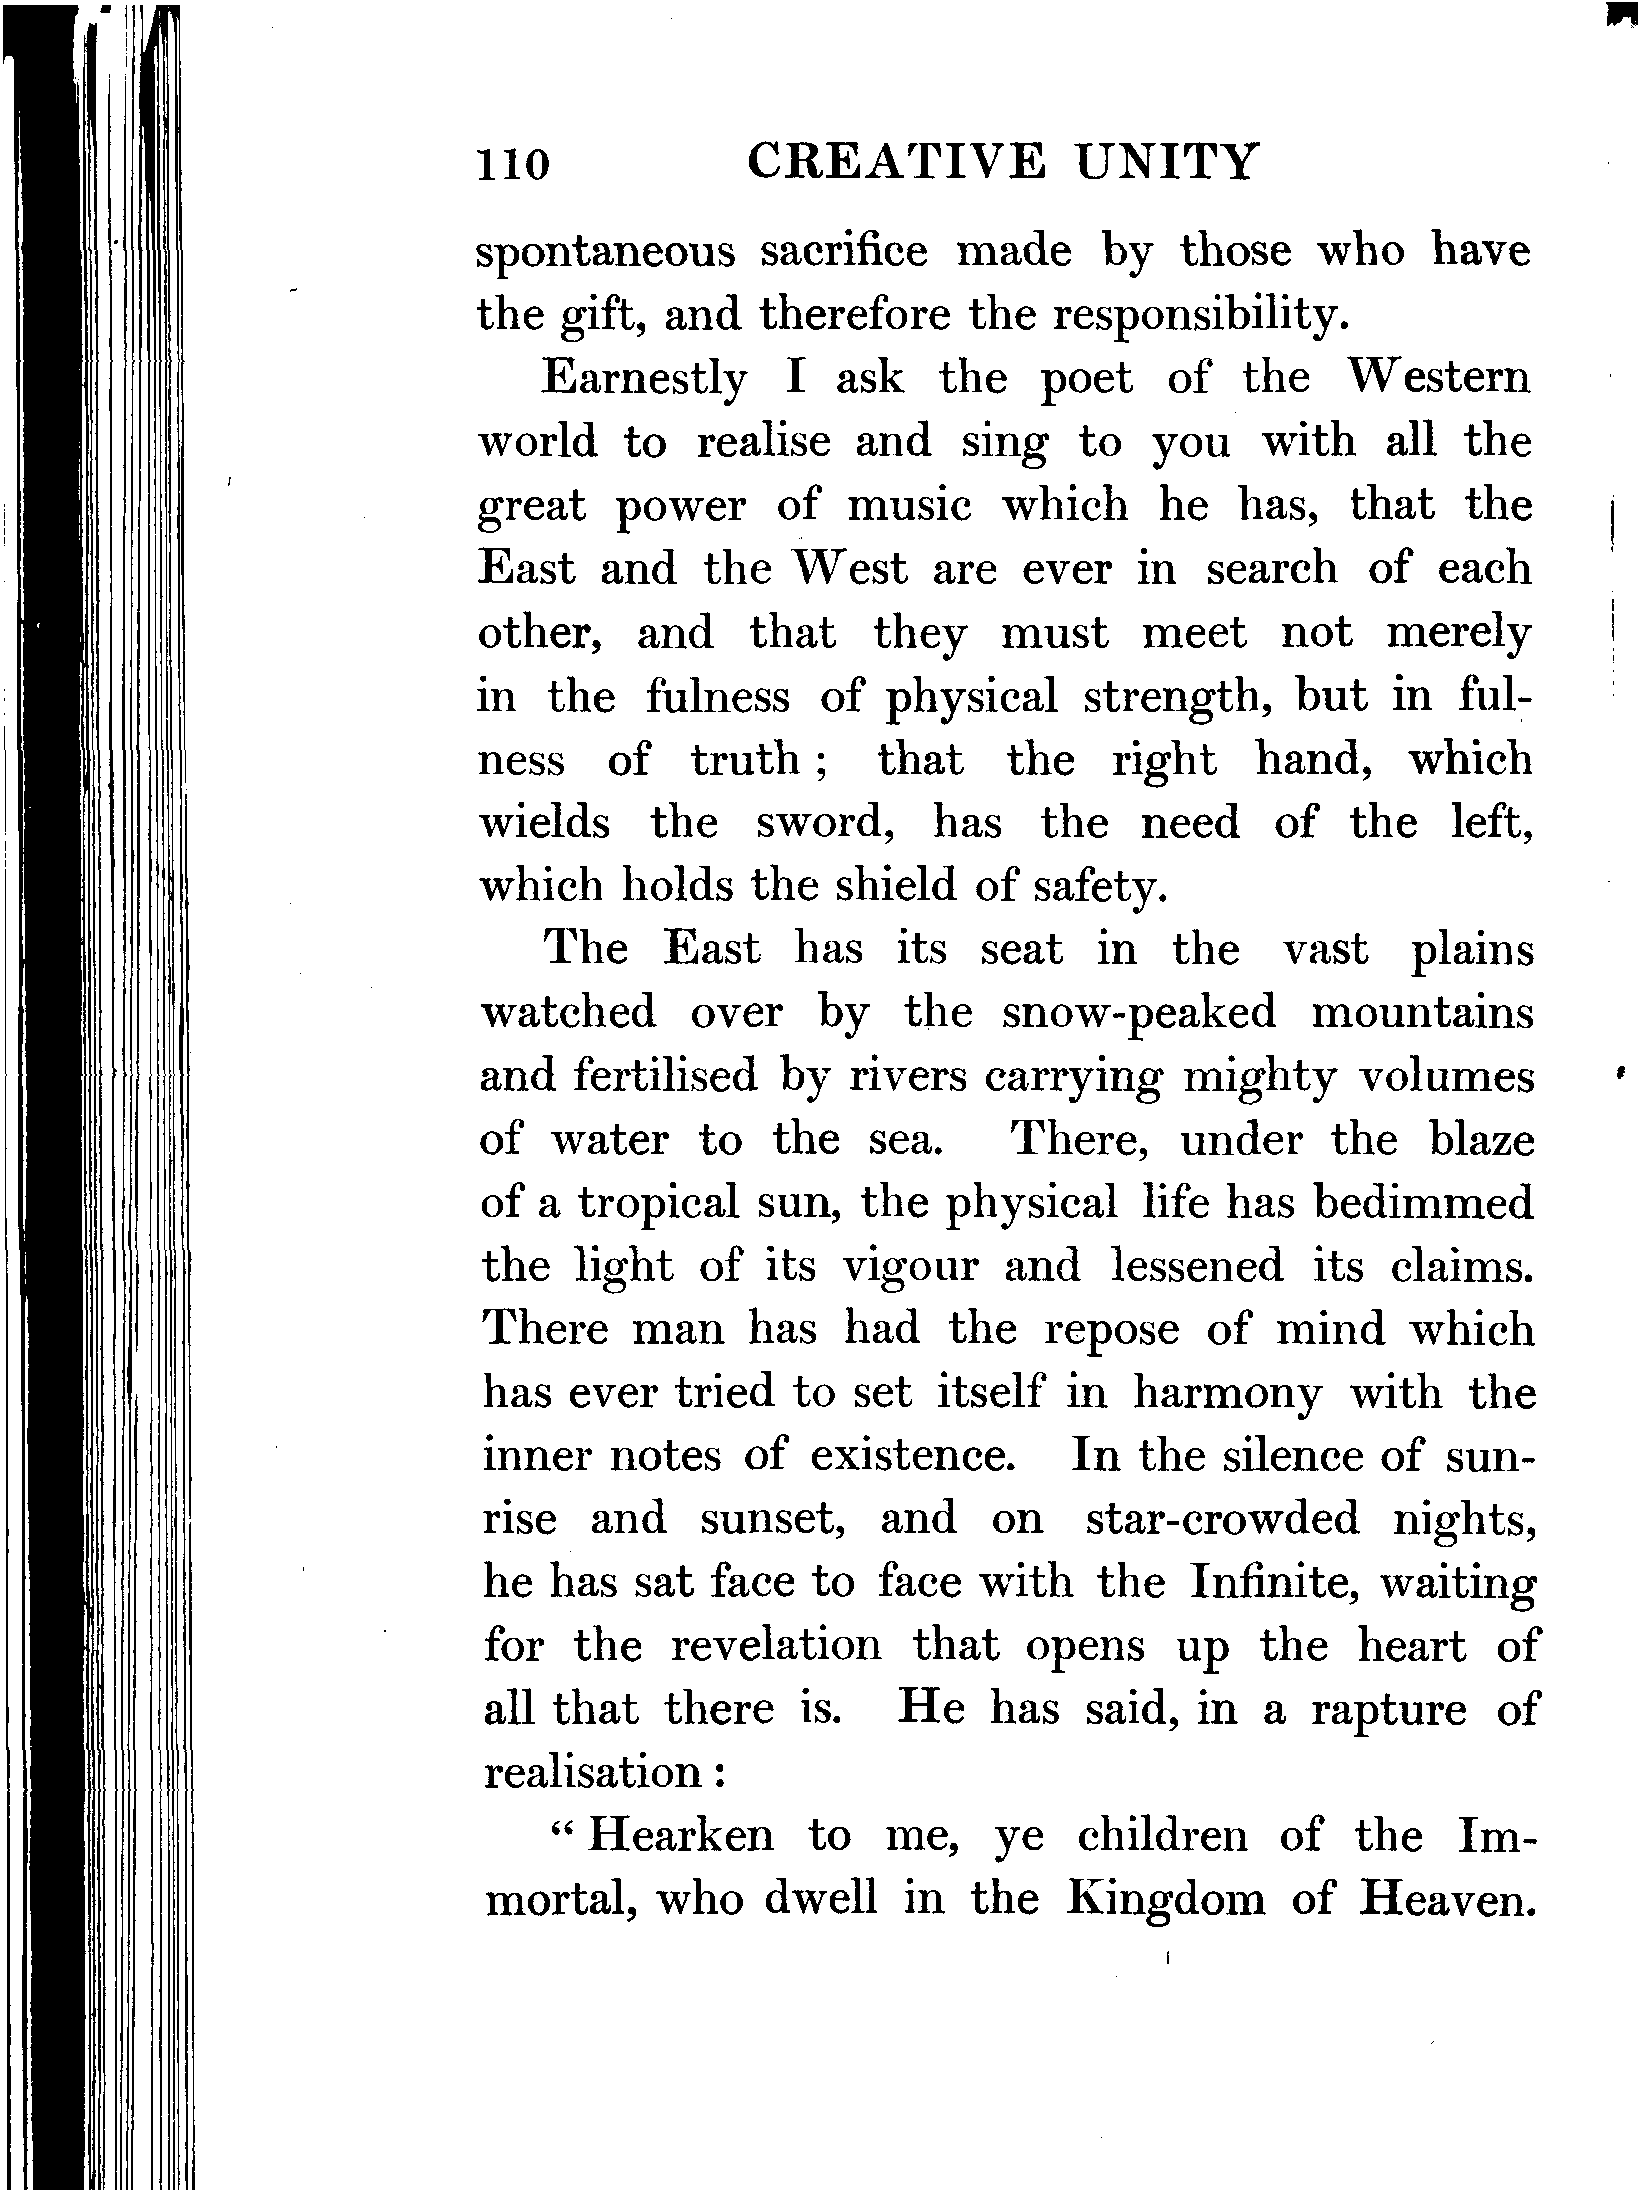 110 CREATIVE UNITY
spontaneous sacrifice made by those who have
the gift, and therefore the responsibility.
Earnestly I ask the poet of the Western
world to realise and sing to you with all the
great power of music which he has, that the
East and the West are ever in search of each
other, and that they must meet not merely
in the fulness of physical strength, but in ful-
ness of truth ; that the right hand, which
wields the sword, has the need of the left,
which holds the shield of safety.
The East has its seat in the vast plains
watched over by the snow-peaked mountains
and fertilised by rivers carrying mighty volumes
of water to the sea. There, under the blaze
of a tropical sun, the physical life has bedimmed
the light of its vigour and lessened its claims.
There man has had the repose of mind which
has ever tried to set itself in harmony with the
inner notes of existence. In the silence of sun-
rise and sunset, and on star-crowded nights,
he has sat face to face with the Infinite, waiting
for the revelation that opens up the heart of
all that there is. He has said, in a rapture of
realisation :
“ Hearken to me, ye children of the Im-
mortal, who dwell in the Kingdom of Heaven.